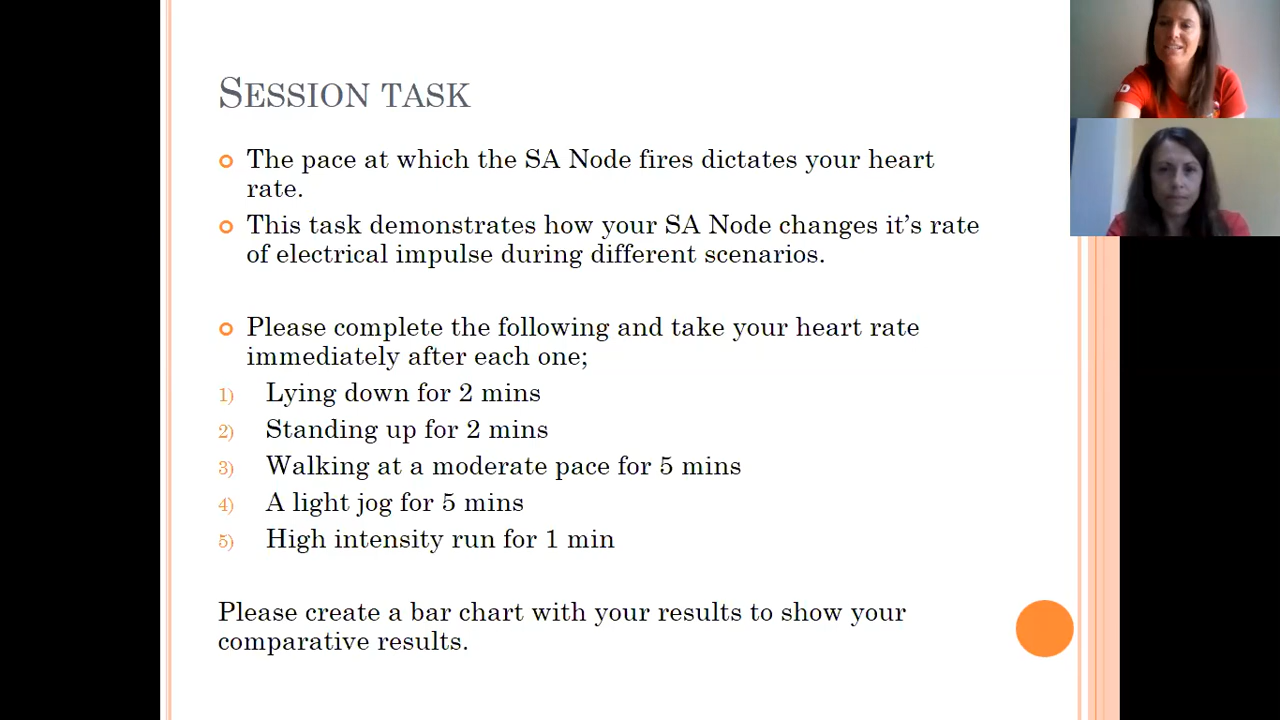 SESSION TASK
The pace at which the SA Node fires dictates your heart
rate.
This task demonstrates how your SA Node changes it's rate
of electrical impulse during different scenarios.
Please complete the following and take your heart rate
immediately after each one;
1) Lying down for 2 mins
2) Standing up for 2 mins
3) Walking at a moderate pace for 5 mins
4) A light jog for 5 mins
5) High intensity run for 1 min
Please create a bar chart with your results to show your
comparative results.